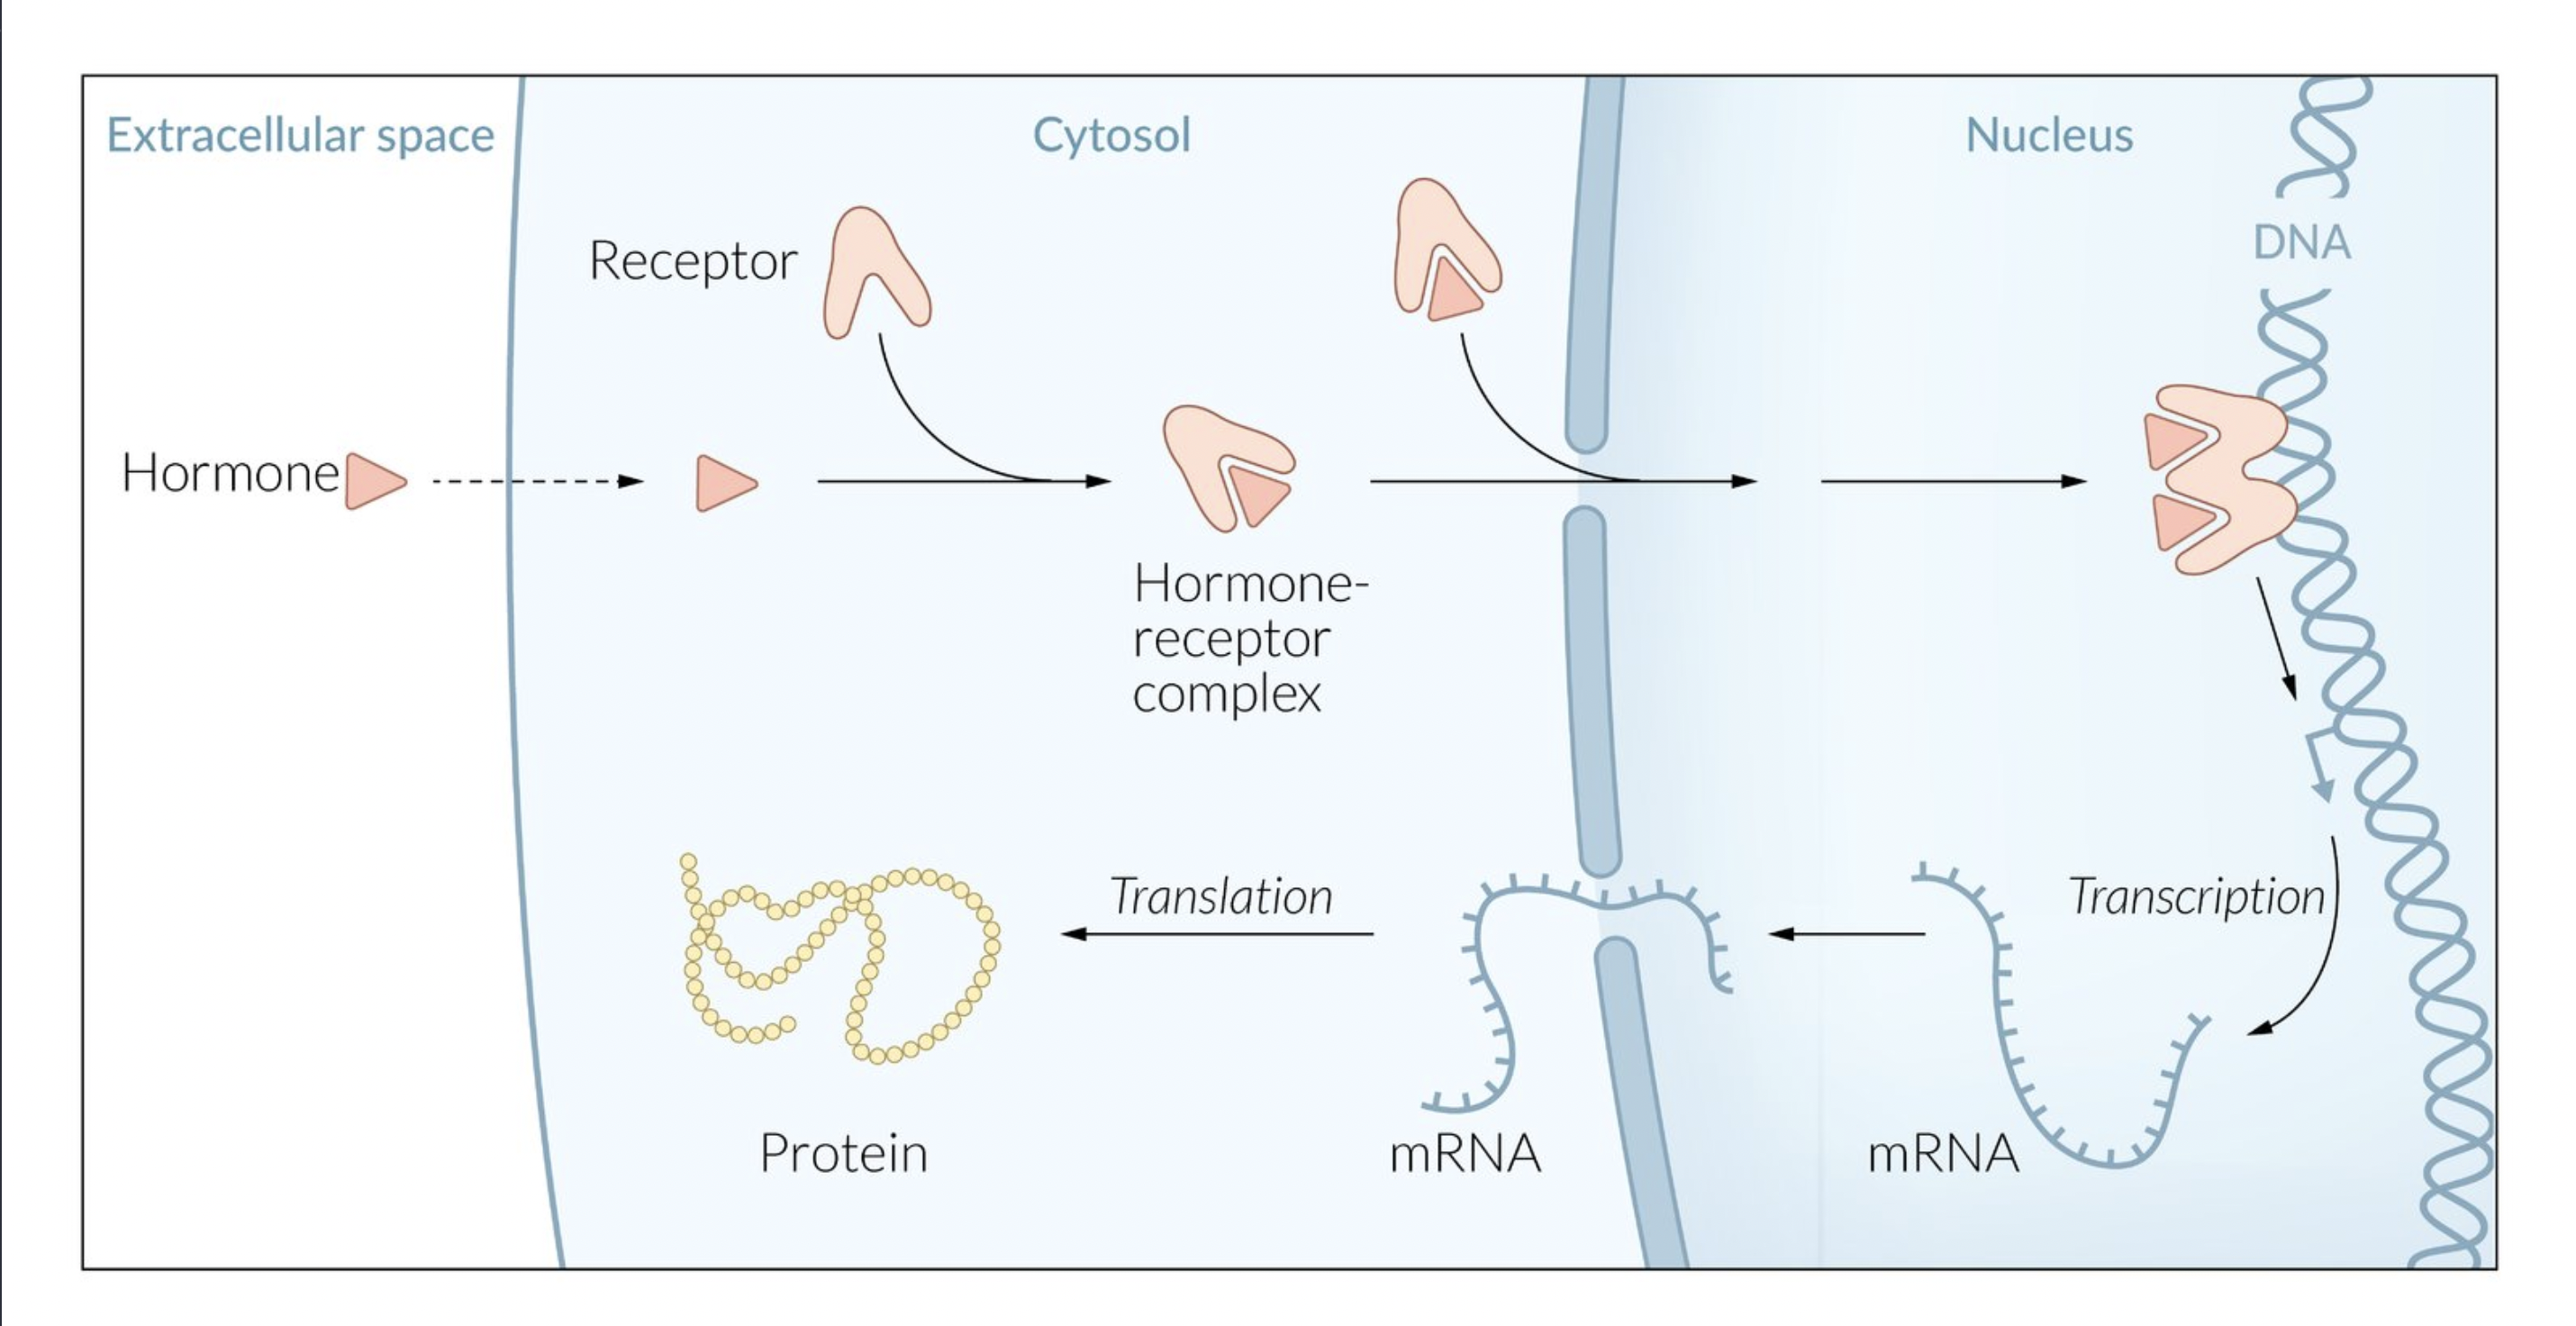 Extracellular space
Cytosol
Nucleus
DNA
Receptor
Hormone
Hormone-
receptor
complex
Translation
Transcription
Protein
mRNA
mRNA